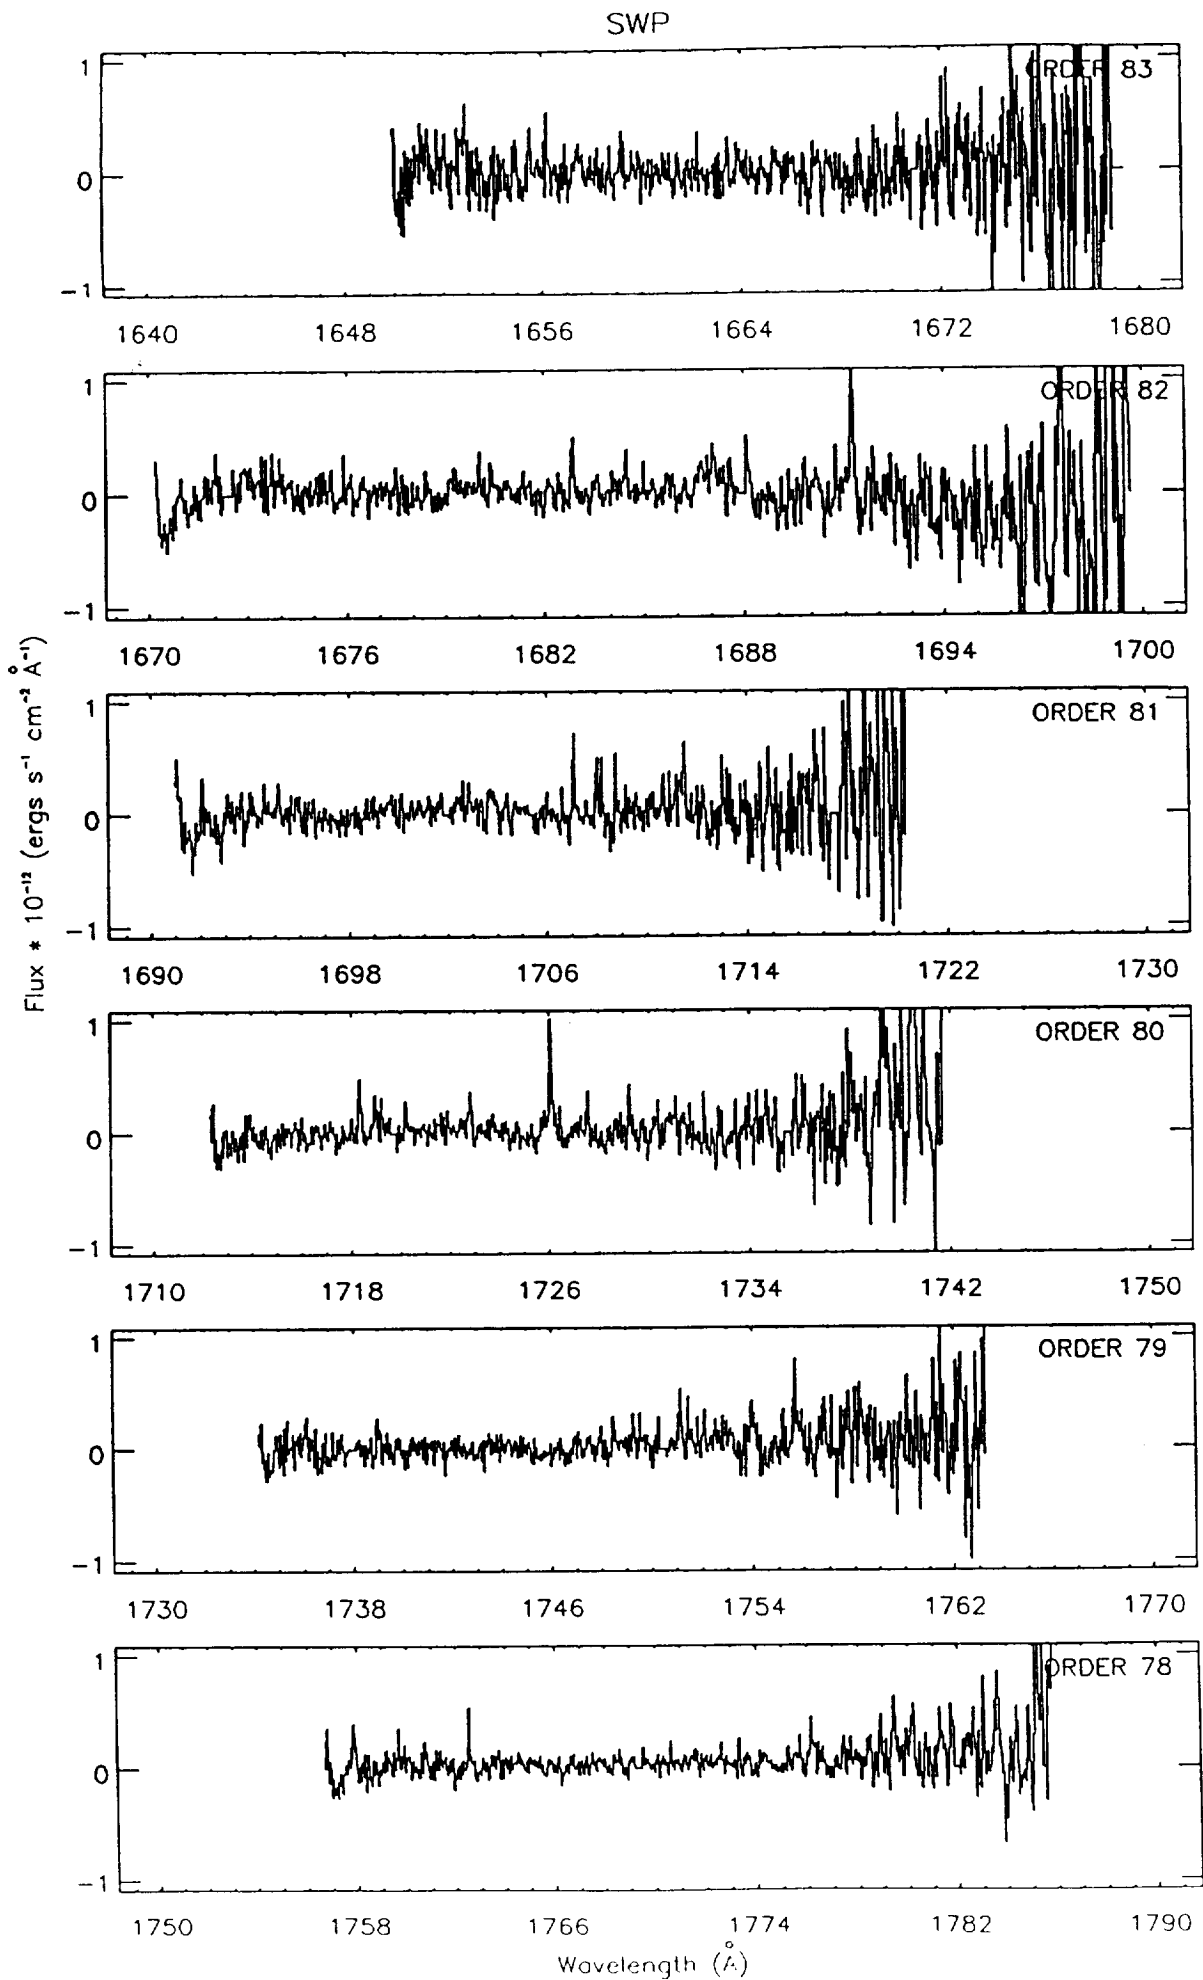 SWP
ORDER 83
1
0
−1
1640 1648 1656 1664 1672 1680
ORDER 82
1
0
−1
1670 1676 1682 1688 1694 1700
ORDER 81
1
0
−1
1690 1698 1706 1714 1722 1730
ORDER 80
1
0
−1
1710 1718 1726 1734 1742 1750
ORDER 79
1
0
−1
1730 1738 1746 1754 1762 1770
ORDER 78
1
0
−1
1750 1758 1766 1774 1782 1790
Wavelength (Å)
Flux * 10⁻¹² (ergs s⁻¹ cm⁻² Å⁻¹)